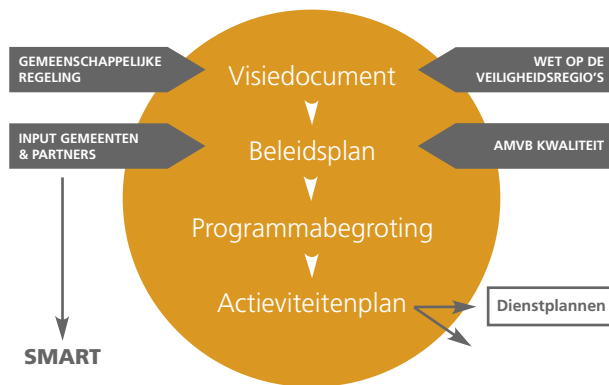 GEMEENSCHAPPELIJKE
REGELING
Visiedocument
WET OP DE
VEILIGHEIDSREGIO'S
INPUT GEMEENTEN
& PARTNERS
Beleidsplan
AMVB KWALITEIT
Programmabegroting
Actieviteitenplan
Dienstplannen
SMART